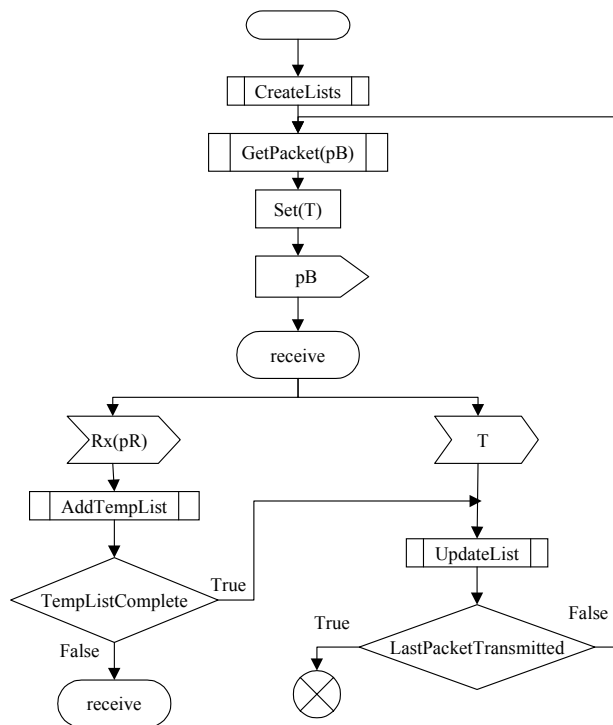 CreateLists
GetPacket(pB)
Set(T)
pB
receive
Rx(pR)
T
AddTempList
UpdateList
TempListComplete
True
False
receive
LastPacketTransmitted
True
False